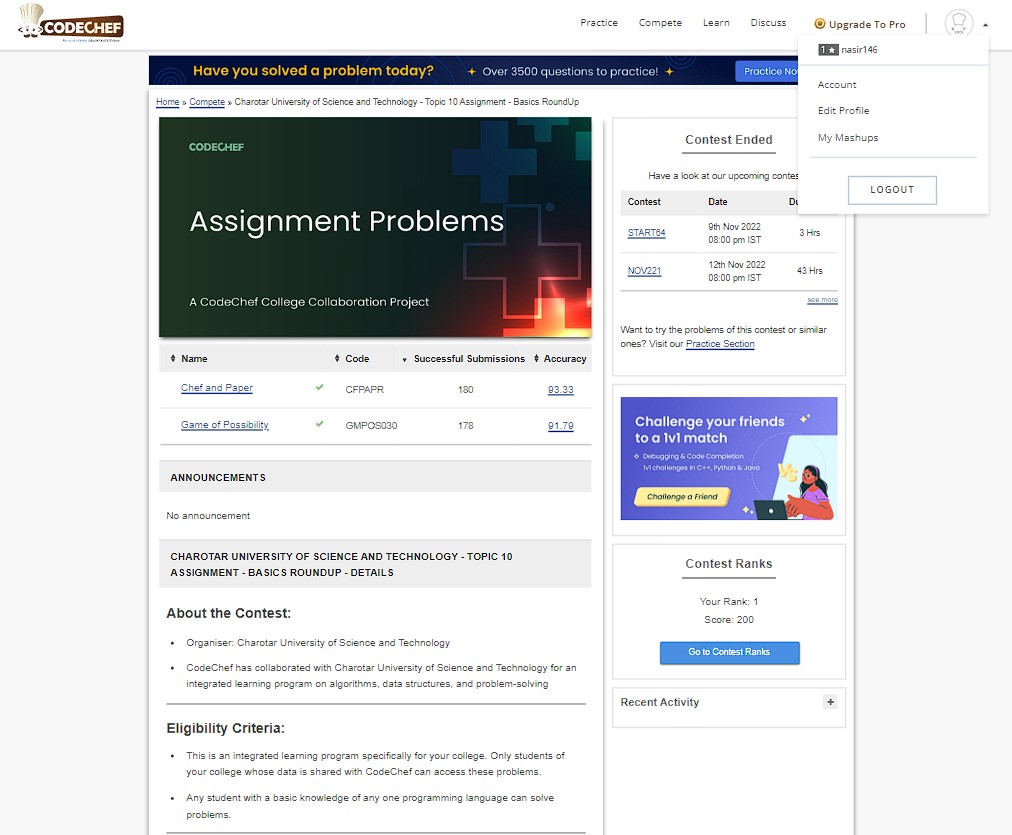 CODECHEF
Practice Compete Learn Discuss Upgrade To Pro
1★ nasir146
Account
Edit Profile
My Mashups
LOGOUT
Have you solved a problem today? Over 3500 questions to practice! Practice No
Home » Compete » Charotar University of Science and Technology - Topic 10 Assignment - Basics RoundUp
CODECHEF
Assignment Problems
A CodeChef College Collaboration Project
Name Code Successful Submissions Accuracy
Chef and Paper CFPAPR 180 93.33
Game of Possibility GMPOS030 178 91.79
ANNOUNCEMENTS
No announcement
CHAROTAR UNIVERSITY OF SCIENCE AND TECHNOLOGY - TOPIC 10
ASSIGNMENT - BASICS ROUNDUP - DETAILS
About the Contest:
• Organiser: Charotar University of Science and Technology
• CodeChef has collaborated with Charotar University of Science and Technology for an
integrated learning program on algorithms, data structures, and problem-solving
Eligibility Criteria:
• This is an integrated learning program specifically for your college. Only students of
your college whose data is shared with CodeChef can access these problems.
• Any student with a basic knowledge of any one programming language can solve
problems.
Contest Ended
Have a look at our upcoming contes
Contest Date Du
START64 9th Nov 2022
08:00 pm IST 3 Hrs
NOV221 12th Nov 2022
08:00 pm IST 43 Hrs
see more
Want to try the problems of this contest or similar
ones? Visit our Practice Section
Challenge your friends
to a 1v1 match
Debugging & Code Completion
1v1 challenges in C++, Python & Java
VS
Challenge a Friend
Contest Ranks
Your Rank: 1
Score: 200
Go to Contest Ranks
Recent Activity +